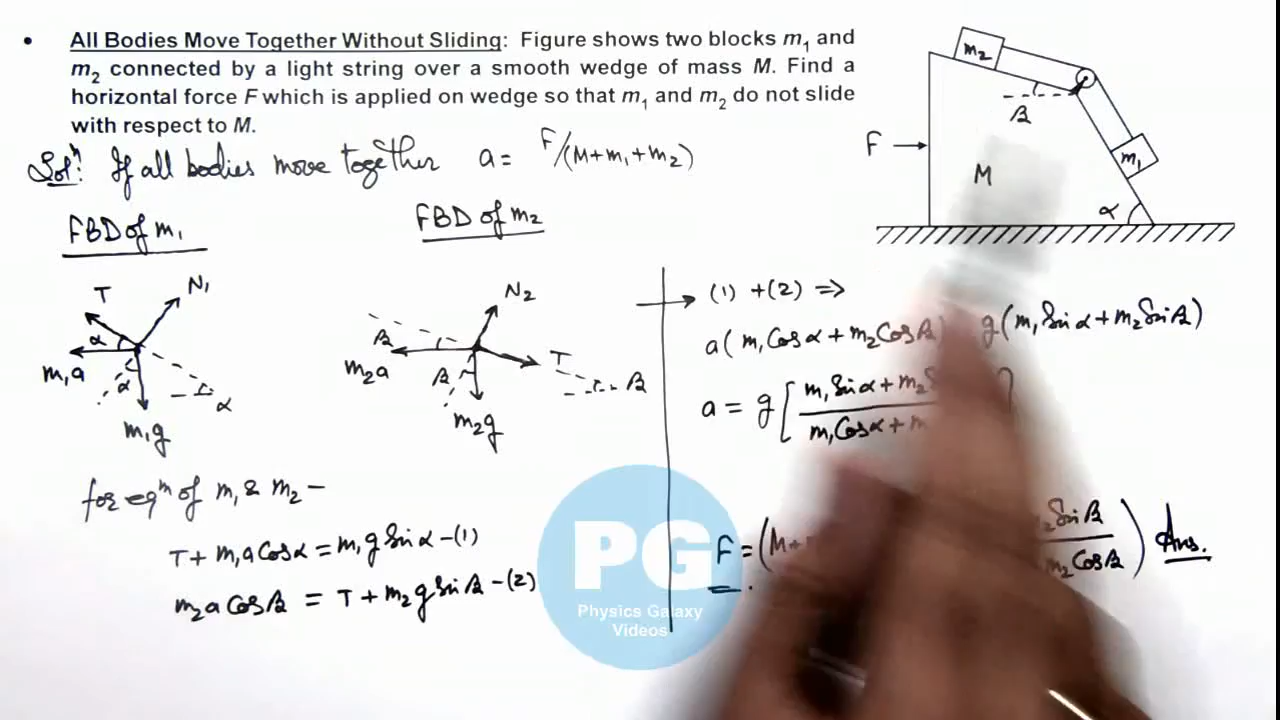 • All Bodies Move Together Without Sliding: Figure shows two blocks m₁ and
m₂ connected by a light string over a smooth wedge of mass M. Find a
horizontal force F which is applied on wedge so that m₁ and m₂ do not slide
with respect to M.
Solⁿ: If all bodies move together a = F/(M+m₁+m₂)
m₂
β
F
M
m₁
α
FBD of m₁
T
N₁
α
m₁a
α
α
m₁g
FBD of m₂
N₂
β
T
m₂a
β
β
m₂g
for eqᵐ of m₁ & m₂ –
T + m₁a Cosα = m₁g Sinα – (1)
m₂a Cosβ = T + m₂g Sinβ – (2)
(1) + (2) ⇒
a(m₁Cosα + m₂Cosβ) g(m₁Sinα + m₂Sinβ)
a = g[ m₁Sinα + m₂
m₁Cosα +
F = (M+
m₂Sinβ
m₂Cosβ ) Ans.
PG
Physics Galaxy
Videos